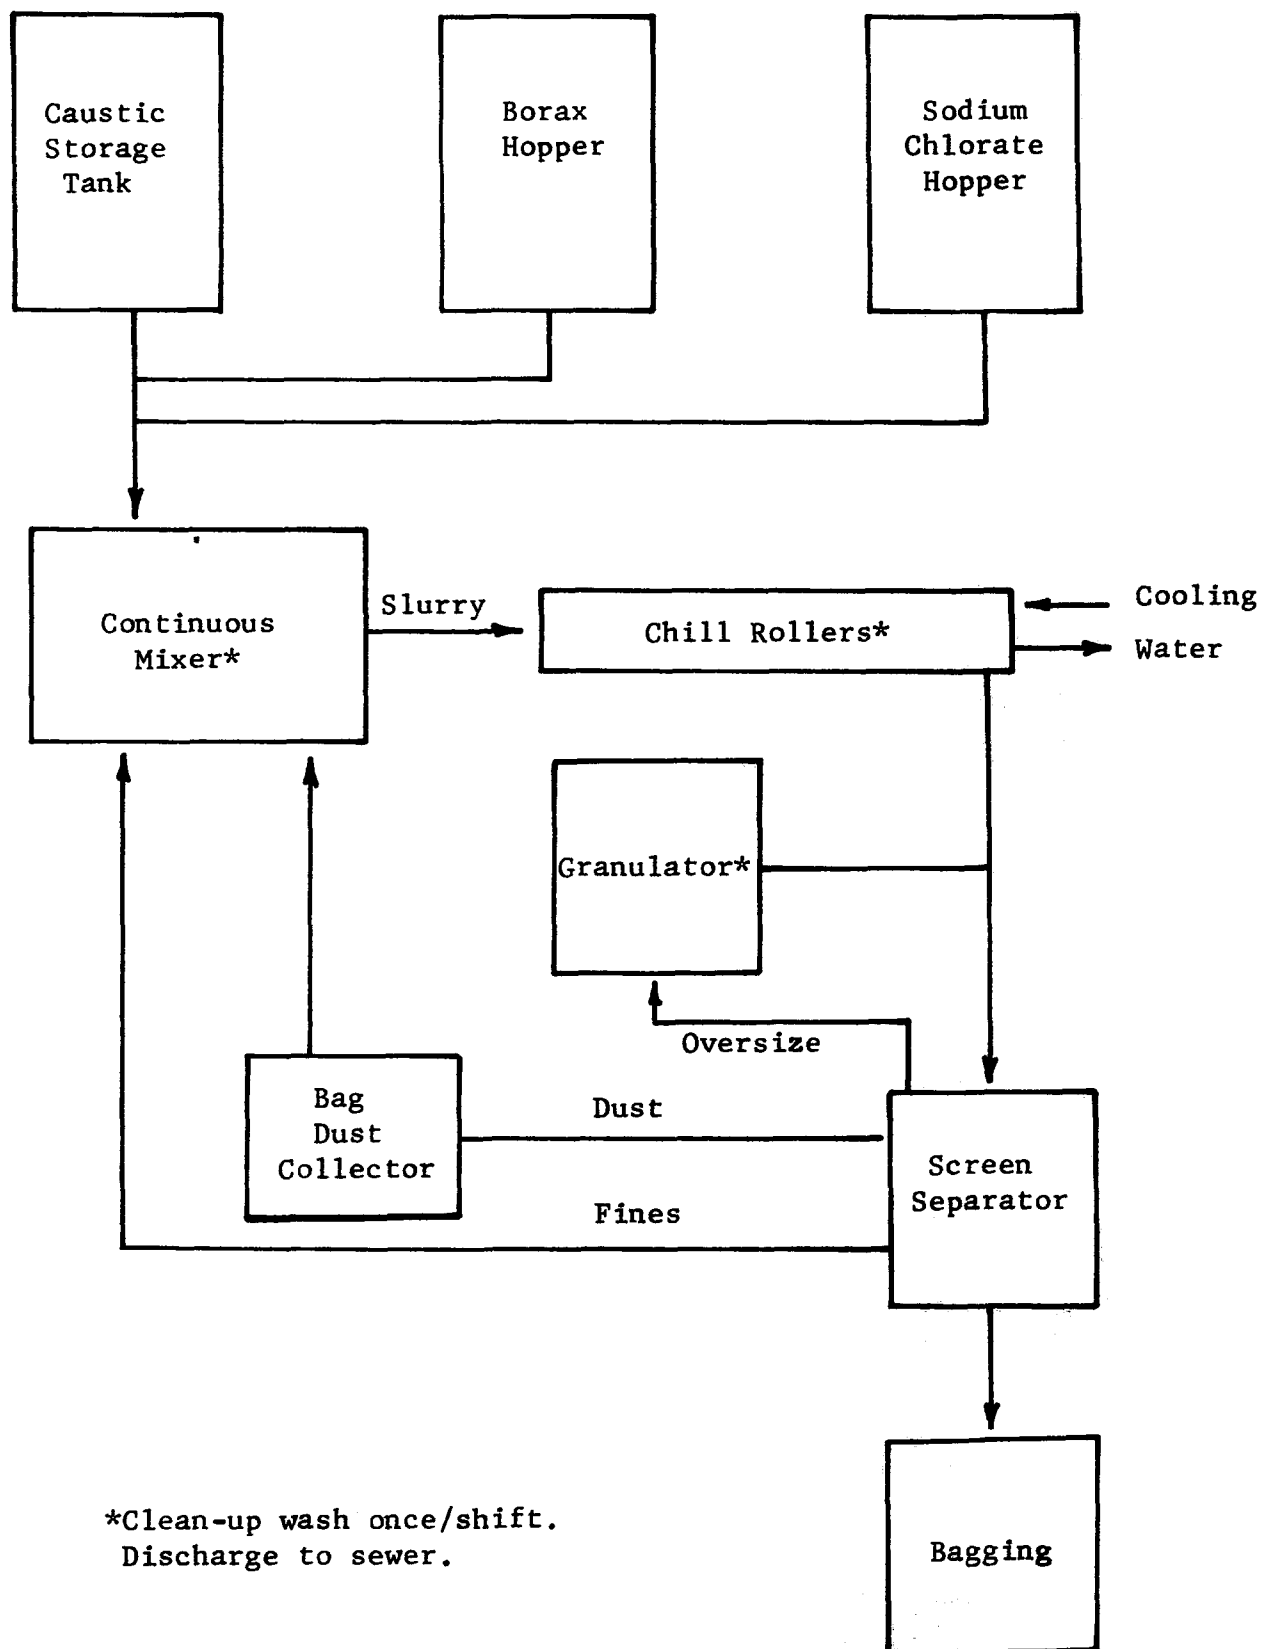 Caustic
Storage
Tank
Borax
Hopper
Sodium
Chlorate
Hopper
Continuous
Mixer*
Slurry
Chill Rollers*
Cooling
Water
Granulator*
Oversize
Bag
Dust
Collector
Dust
Screen
Separator
Fines
*Clean-up wash once/shift.
Discharge to sewer.
Bagging